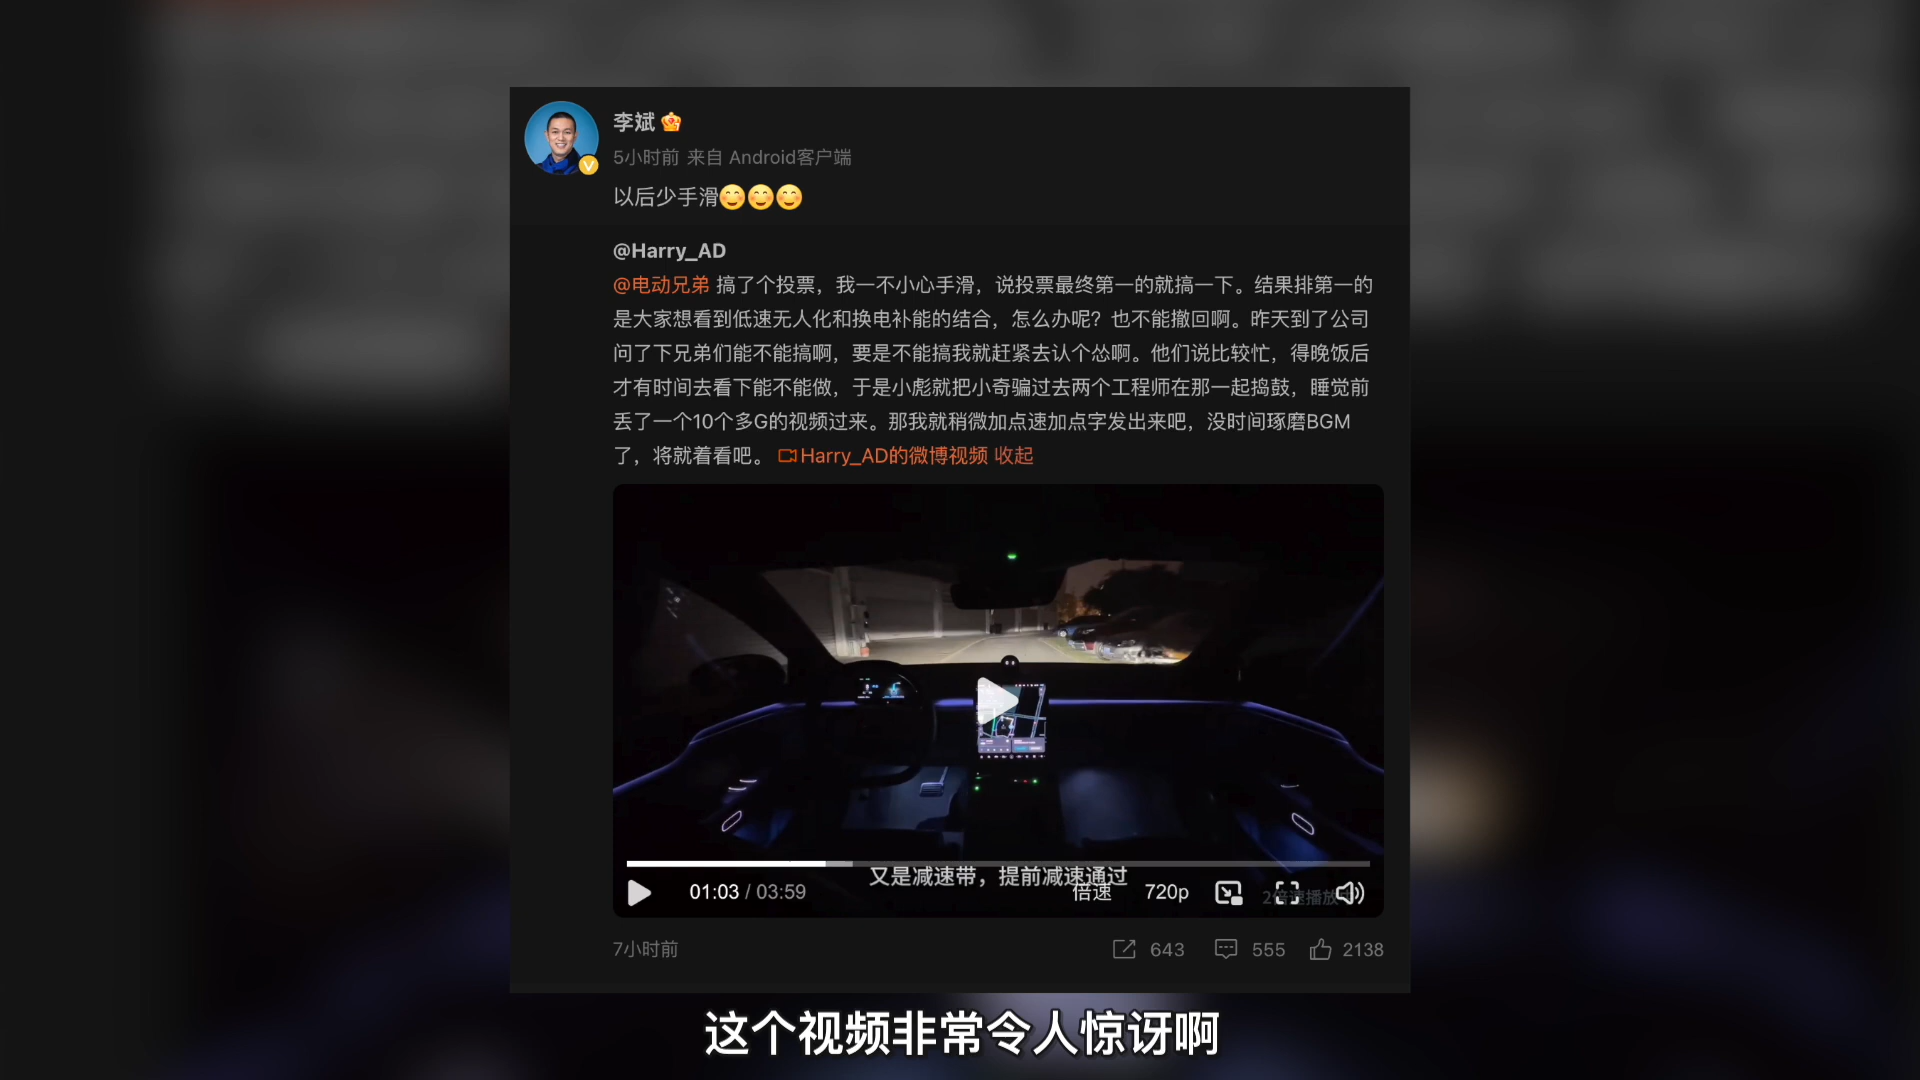 李斌
5小时前 来自 Android客户端
以后少手滑😊😊😊
@Harry_AD
@电动兄弟 搞了个投票，我一不小心手滑，说投票最终第一的就搞一下。结果排第一的
是大家想看到低速无人化和换电补能的结合，怎么办呢？也不能撤回啊。昨天到了公司
问了下兄弟们能不能搞啊，要是不能搞我就赶紧去认个怂啊。他们说比较忙，得晚饭后
才有时间去看下能不能做，于是小彪就把小奇骗过去两个工程师在那一起捣鼓，睡觉前
丢了一个10个多G的视频过来。那我就稍微加点速加点字发出来吧，没时间琢磨BGM
了，将就着看吧。 Harry_AD的微博视频 收起
又是减速带，提前减速通过
01:03 / 03:59 倍速 720p
2倍速播放
7小时前 643 555 2138
这个视频非常令人惊讶啊